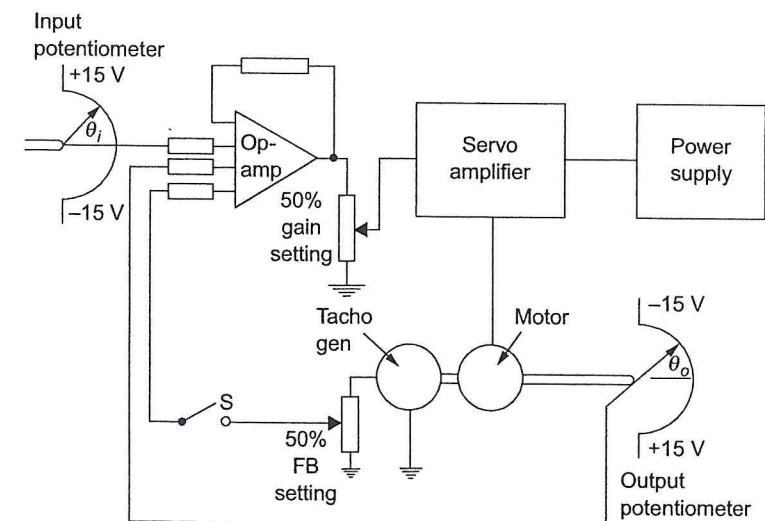 Input
potentiometer
+15 V
θi
–15 V
Op-
amp
50%
gain
setting
Servo
amplifier
Power
supply
Tacho
gen
Motor
–15 V
θo
+15 V
S
50%
FB
setting
Output
potentiometer